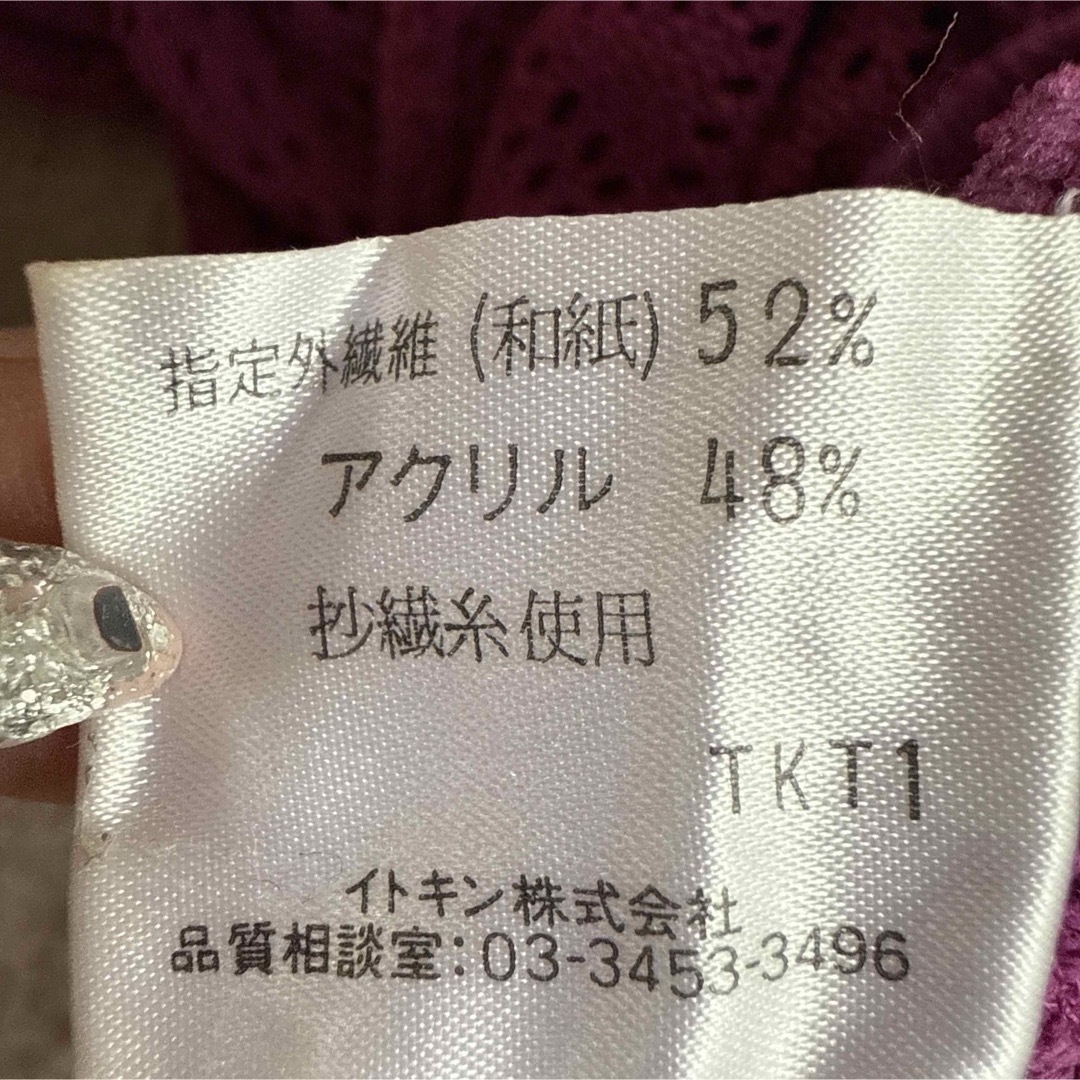 指定外繊維 (和紙) 52%
アクリル 48%
抄繊糸使用
TKT1
イトキン株式会社
品質相談室:03-3453-3496